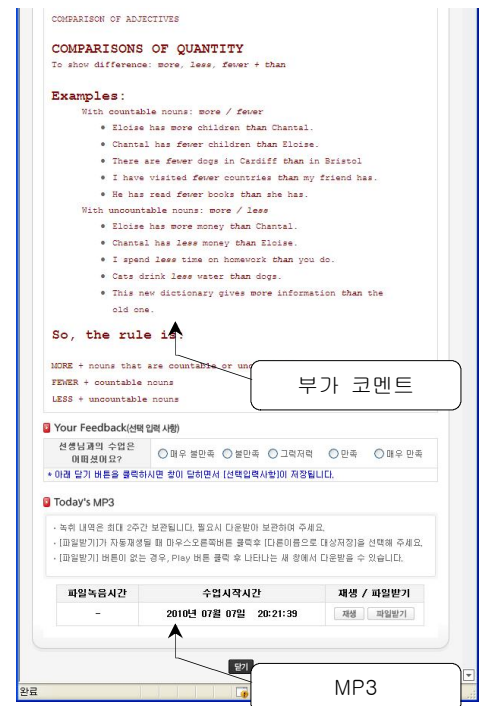 COMPARISON OF ADJECTIVES
COMPARISONS OF QUANTITY
To show difference: more, less, fewer + than
Examples:
With countable nouns: more / fewer
• Eloise has more children than Chantal.
• Chantal has fewer children than Eloise.
• There are fewer dogs in Cardiff than in Bristol
• I have visited fewer countries than my friend has.
• He has read fewer books than she has.
With uncountable nouns: more / less
• Eloise has more money than Chantal.
• Chantal has less money than Eloise.
• I spend less time on homework than you do.
• Cats drink less water than dogs.
• This new dictionary gives more information than the
old one.
So, the rule is:
MORE + nouns that are countable or
FEWER + countable nouns
LESS + uncountable nouns
부가 코멘트
Your Feedback(선택 입력 사항)
선생님과의 수업은
어떠셨어요?
매우 불만족 불만족 그럭저럭 만족 매우 만족
* 아래 닫기 버튼을 클릭하시면 창이 닫히면서 [선택입력사항]이 저장됩니다.
Today's MP3
· 녹취 내역은 최대 2주간 보관됩니다. 필요시 다운받아 보관하여 주세요.
· [파일받기]가 자동재생될 때 마우스오른쪽버튼 클릭후 [다른이름으로 대상저장]을 선택해 주세요.
· [파일받기] 버튼이 없는 경우, Play 버튼 클릭 후 나타나는 새 창에서 다운받을 수 있습니다.
파일녹음시간 수업시작시간 재생 / 파일받기
- 2010년 07월 07일 20:21:39 재생 파일받기
닫기
완료
MP3